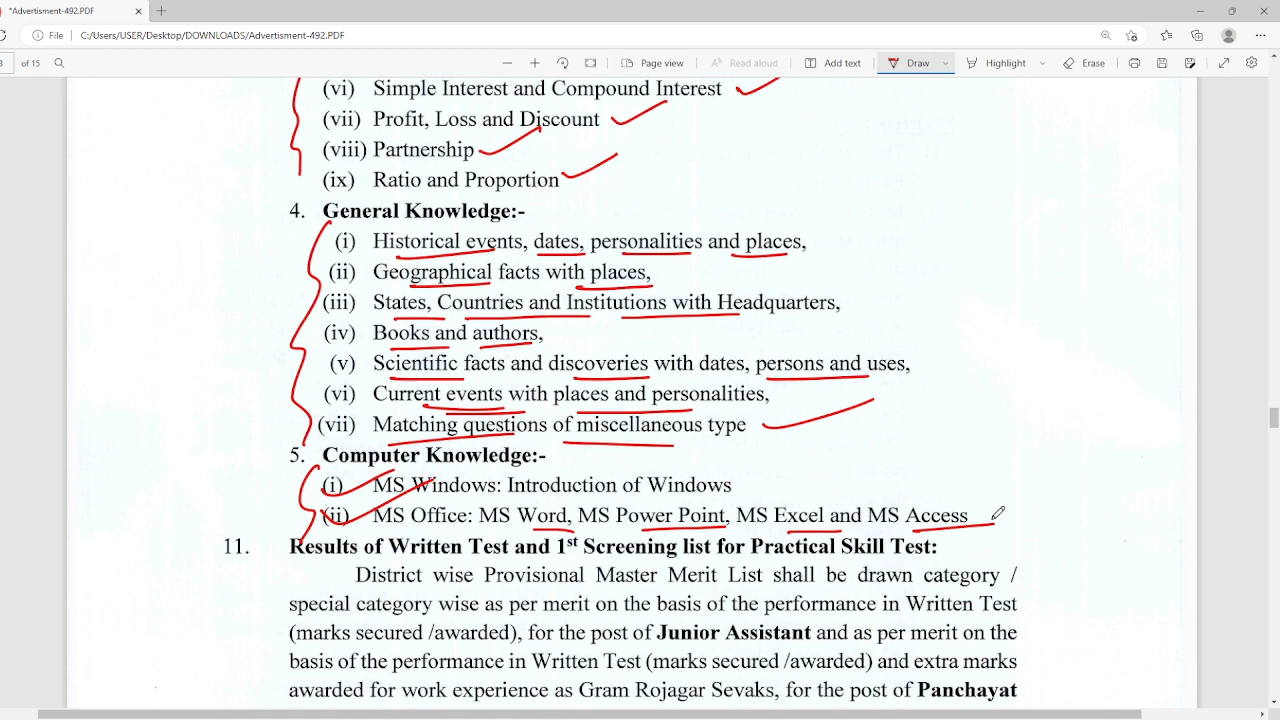 *Advertisment-492.PDF
File C:/Users/USER/Desktop/DOWNLOADS/Advertisment-492.PDF
3 of 15 Page view Read aloud Add text Draw Highlight Erase
(vi) Simple Interest and Compound Interest
(vii) Profit, Loss and Discount
(viii) Partnership
(ix) Ratio and Proportion
4. General Knowledge:-
(i) Historical events, dates, personalities and places,
(ii) Geographical facts with places,
(iii) States, Countries and Institutions with Headquarters,
(iv) Books and authors,
(v) Scientific facts and discoveries with dates, persons and uses,
(vi) Current events with places and personalities,
(vii) Matching questions of miscellaneous type
5. Computer Knowledge:-
(i) MS Windows: Introduction of Windows
(ii) MS Office: MS Word, MS Power Point, MS Excel and MS Access
11. Results of Written Test and 1st Screening list for Practical Skill Test:
District wise Provisional Master Merit List shall be drawn category /
special category wise as per merit on the basis of the performance in Written Test
(marks secured /awarded), for the post of Junior Assistant and as per merit on the
basis of the performance in Written Test (marks secured /awarded) and extra marks
awarded for work experience as Gram Rojagar Sevaks, for the post of Panchayat